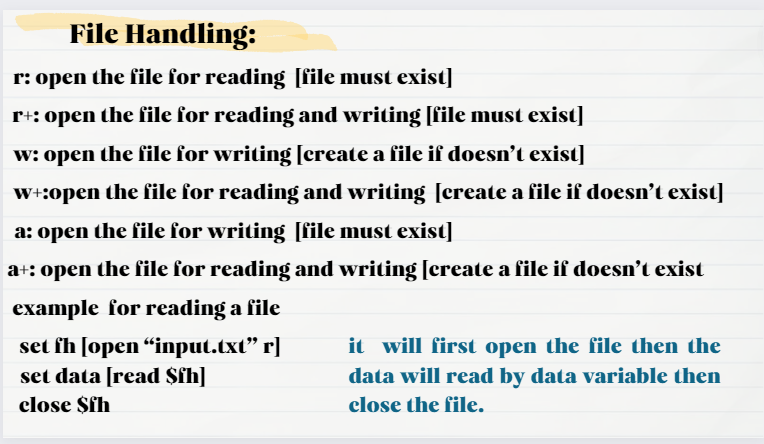 File Handling:
r: open the file for reading [file must exist]
r+: open the file for reading and writing [file must exist]
w: open the file for writing [create a file if doesn’t exist]
w+:open the file for reading and writing [create a file if doesn’t exist]
a: open the file for writing [file must exist]
a+: open the file for reading and writing [create a file if doesn’t exist
example for reading a file
set fh [open “input.txt” r]
set data [read $fh]
close $fh
it will first open the file then the
data will read by data variable then
close the file.